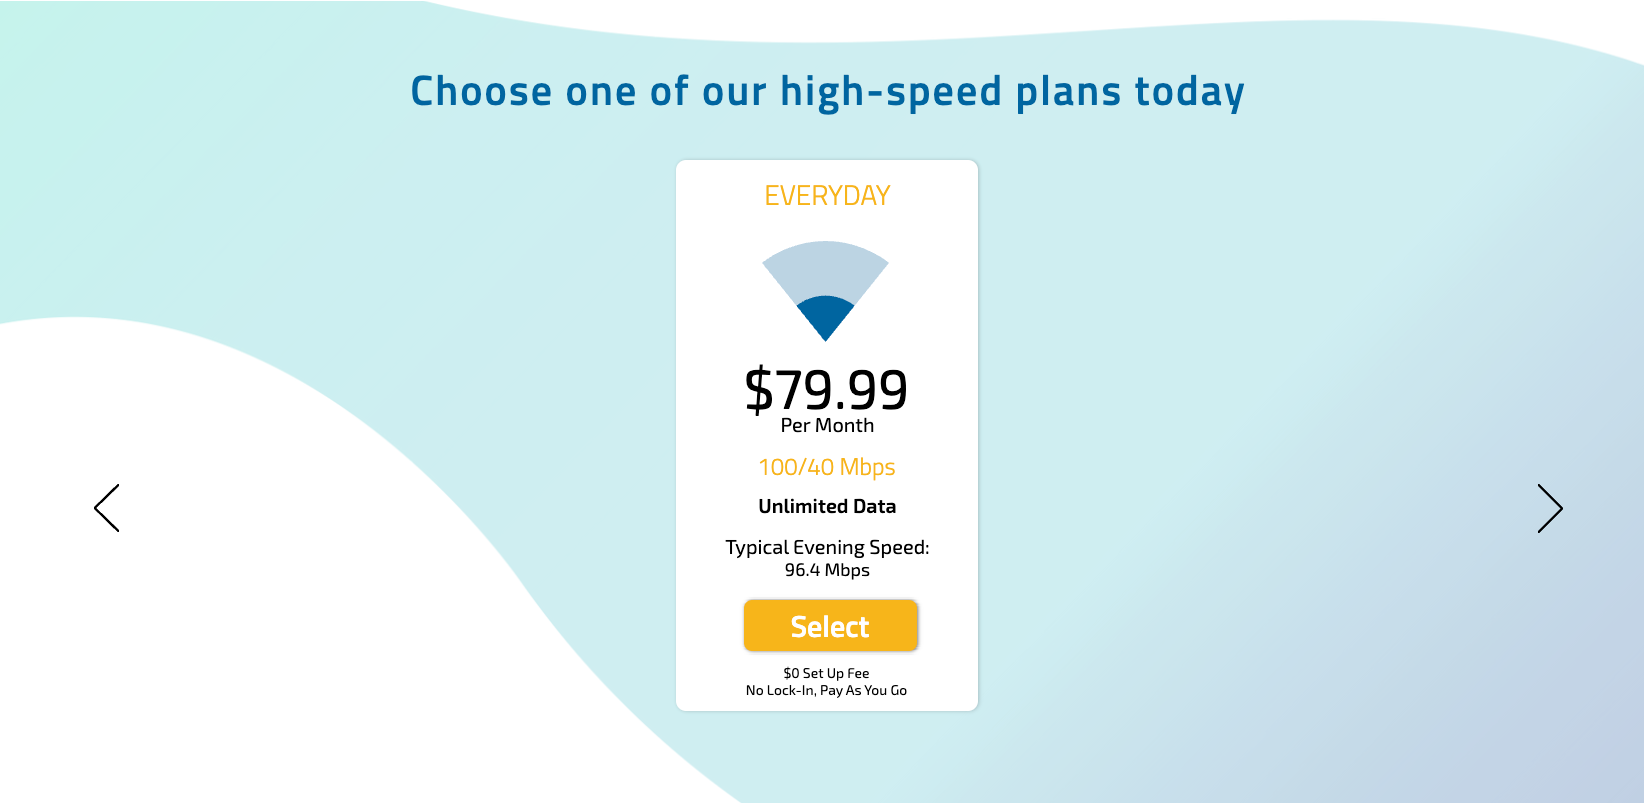 Choose one of our high-speed plans today
EVERYDAY
$79.99
Per Month
100/40 Mbps
Unlimited Data
Typical Evening Speed:
96.4 Mbps
Select
$0 Set Up Fee
No Lock-In, Pay As You Go